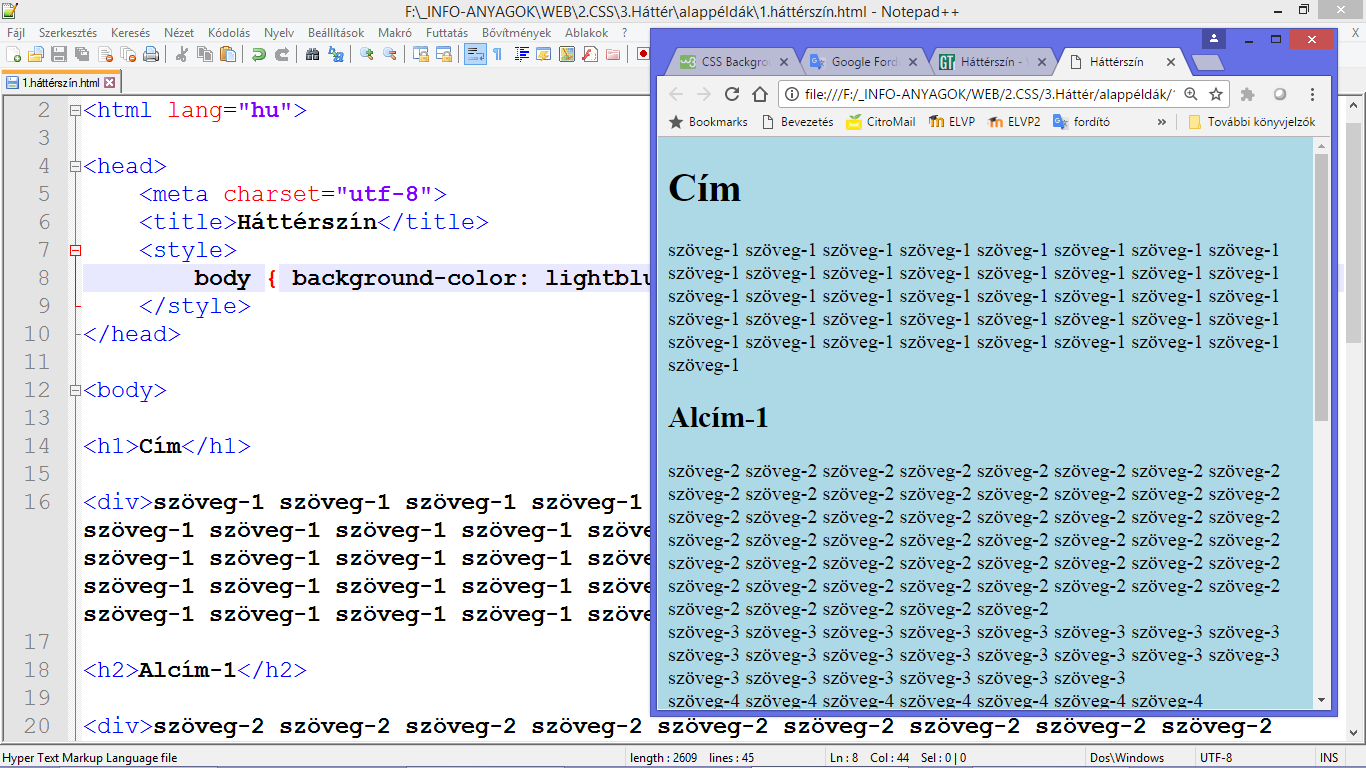 F:\_INFO-ANYAGOK\WEB\2.CSS\3.Háttér\alappéldák\1.háttérszín.html - Notepad++
Fájl Szerkesztés Keresés Nézet Kódolás Nyelv Beállítások Makró Futtatás Bővítmények Ablakok ? X
1.háttérszín.html
2 <html lang="hu">
3
4 <head>
5 <meta charset="utf-8">
6 <title>Háttérszín</title>
7 <style>
8 body { background-color: lightblu
9 </style>
10 </head>
11
12 <body>
13
14 <h1>Cím</h1>
15
16 <div>szöveg-1 szöveg-1 szöveg-1 szöveg-1
szöveg-1 szöveg-1 szöveg-1 szöveg-1
szöveg-1 szöveg-1 szöveg-1 szöveg-1
szöveg-1 szöveg-1 szöveg-1 szöveg-1
szöveg-1 szöveg-1 szöveg-1 szöveg-1
17
18 <h2>Alcím-1</h2>
19
20 <div>szöveg-2 szöveg-2 szöveg-2 szöveg-2 szöveg-2 szöveg-2 szöveg-2 szöveg-2 szöveg-2
Hyper Text Markup Language file length : 2609 lines : 45 Ln : 8 Col : 44 Sel : 0 | 0 Dos\Windows UTF-8 INS
CSS Backgro Google Ford Háttérszín - Háttérszín
file:///F:/_INFO-ANYAGOK/WEB/2.CSS/3.Háttér/alappéldák/
Bookmarks Bevezetés CitroMail ELVP ELVP2 fordító » További könyvjelzők
Cím
szöveg-1 szöveg-1 szöveg-1 szöveg-1 szöveg-1 szöveg-1 szöveg-1 szöveg-1
szöveg-1 szöveg-1 szöveg-1 szöveg-1 szöveg-1 szöveg-1 szöveg-1 szöveg-1
szöveg-1 szöveg-1 szöveg-1 szöveg-1 szöveg-1 szöveg-1 szöveg-1 szöveg-1
szöveg-1 szöveg-1 szöveg-1 szöveg-1 szöveg-1 szöveg-1 szöveg-1 szöveg-1
szöveg-1 szöveg-1 szöveg-1 szöveg-1 szöveg-1 szöveg-1 szöveg-1 szöveg-1
szöveg-1
Alcím-1
szöveg-2 szöveg-2 szöveg-2 szöveg-2 szöveg-2 szöveg-2 szöveg-2 szöveg-2
szöveg-2 szöveg-2 szöveg-2 szöveg-2 szöveg-2 szöveg-2 szöveg-2 szöveg-2
szöveg-2 szöveg-2 szöveg-2 szöveg-2 szöveg-2 szöveg-2 szöveg-2 szöveg-2
szöveg-2 szöveg-2 szöveg-2 szöveg-2 szöveg-2 szöveg-2 szöveg-2 szöveg-2
szöveg-2 szöveg-2 szöveg-2 szöveg-2 szöveg-2 szöveg-2 szöveg-2 szöveg-2
szöveg-2 szöveg-2 szöveg-2 szöveg-2 szöveg-2 szöveg-2 szöveg-2 szöveg-2
szöveg-2 szöveg-2 szöveg-2 szöveg-2 szöveg-2
szöveg-3 szöveg-3 szöveg-3 szöveg-3 szöveg-3 szöveg-3 szöveg-3 szöveg-3
szöveg-3 szöveg-3 szöveg-3 szöveg-3 szöveg-3 szöveg-3 szöveg-3 szöveg-3
szöveg-3 szöveg-3 szöveg-3 szöveg-3 szöveg-3 szöveg-3
szöveg-4 szöveg-4 szöveg-4 szöveg-4 szöveg-4 szöveg-4 szöveg-4